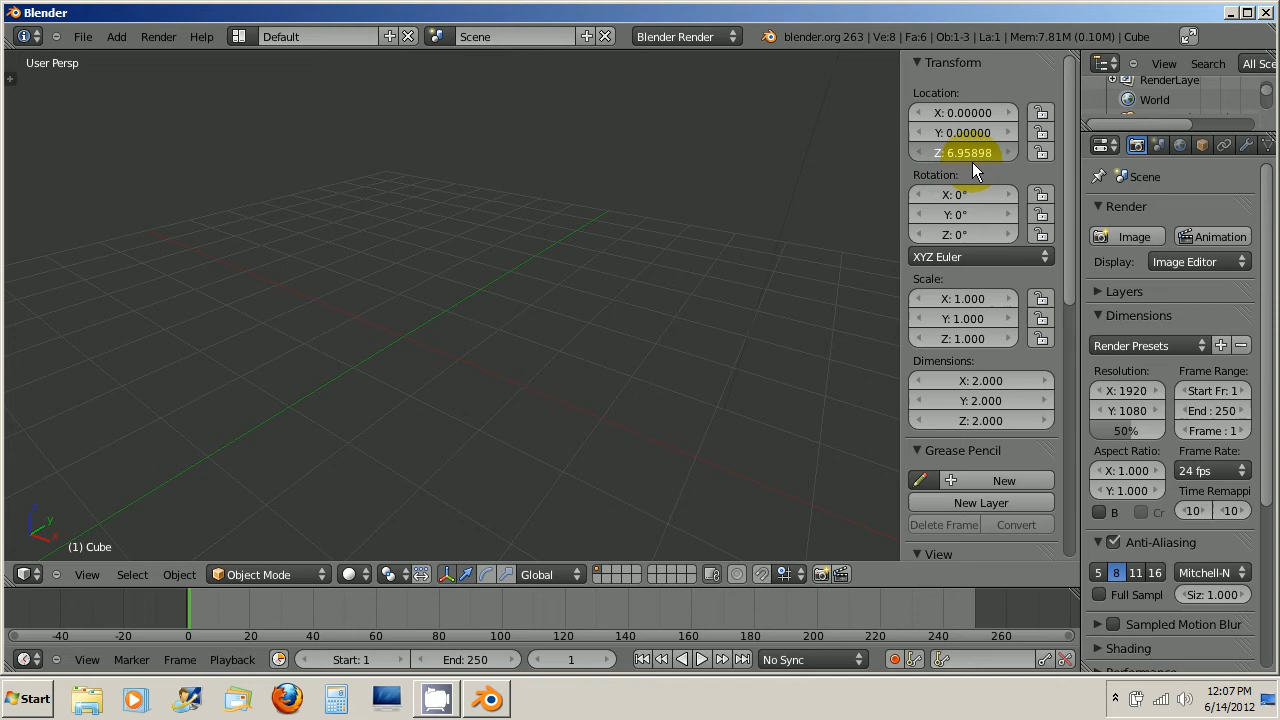 Blender
File Add Render Help Default Scene Blender Render blender.org 263 | Ve:8 | Fa:6 | Ob:1-3 | La:1 | Mem:7.81M (0.10M) | Cube
User Persp
Transform
Location:
X: 0.00000
Y: 0.00000
Z: 6.95898
Rotation:
X: 0°
Y: 0°
Z: 0°
XYZ Euler
Scale:
X: 1.000
Y: 1.000
Z: 1.000
Dimensions:
X: 2.000
Y: 2.000
Z: 2.000
Grease Pencil
New
New Layer
Delete Frame Convert
View
View Search All Sce
RenderLaye
World
Scene
Render
Image Animation
Display: Image Editor
Layers
Dimensions
Render Presets
Resolution: Frame Range:
X: 1920 Start Fr: 1
Y: 1080 End : 250
50% Frame : 1
Aspect Ratio: Frame Rate:
X: 1.000 24 fps
Y: 1.000 Time Remappi
B Cr 10 10
Anti-Aliasing
5 8 11 16 Mitchell-N
Full Sampl Siz: 1.000
Sampled Motion Blur
Shading
x y
(1) Cube
View Select Object Object Mode Global
-40 -20 0 20 40 60 80 100 120 140 160 180 200 220 240 260
View Marker Frame Playback Start: 1 End: 250 1 No Sync
Start
12:07 PM
6/14/2012